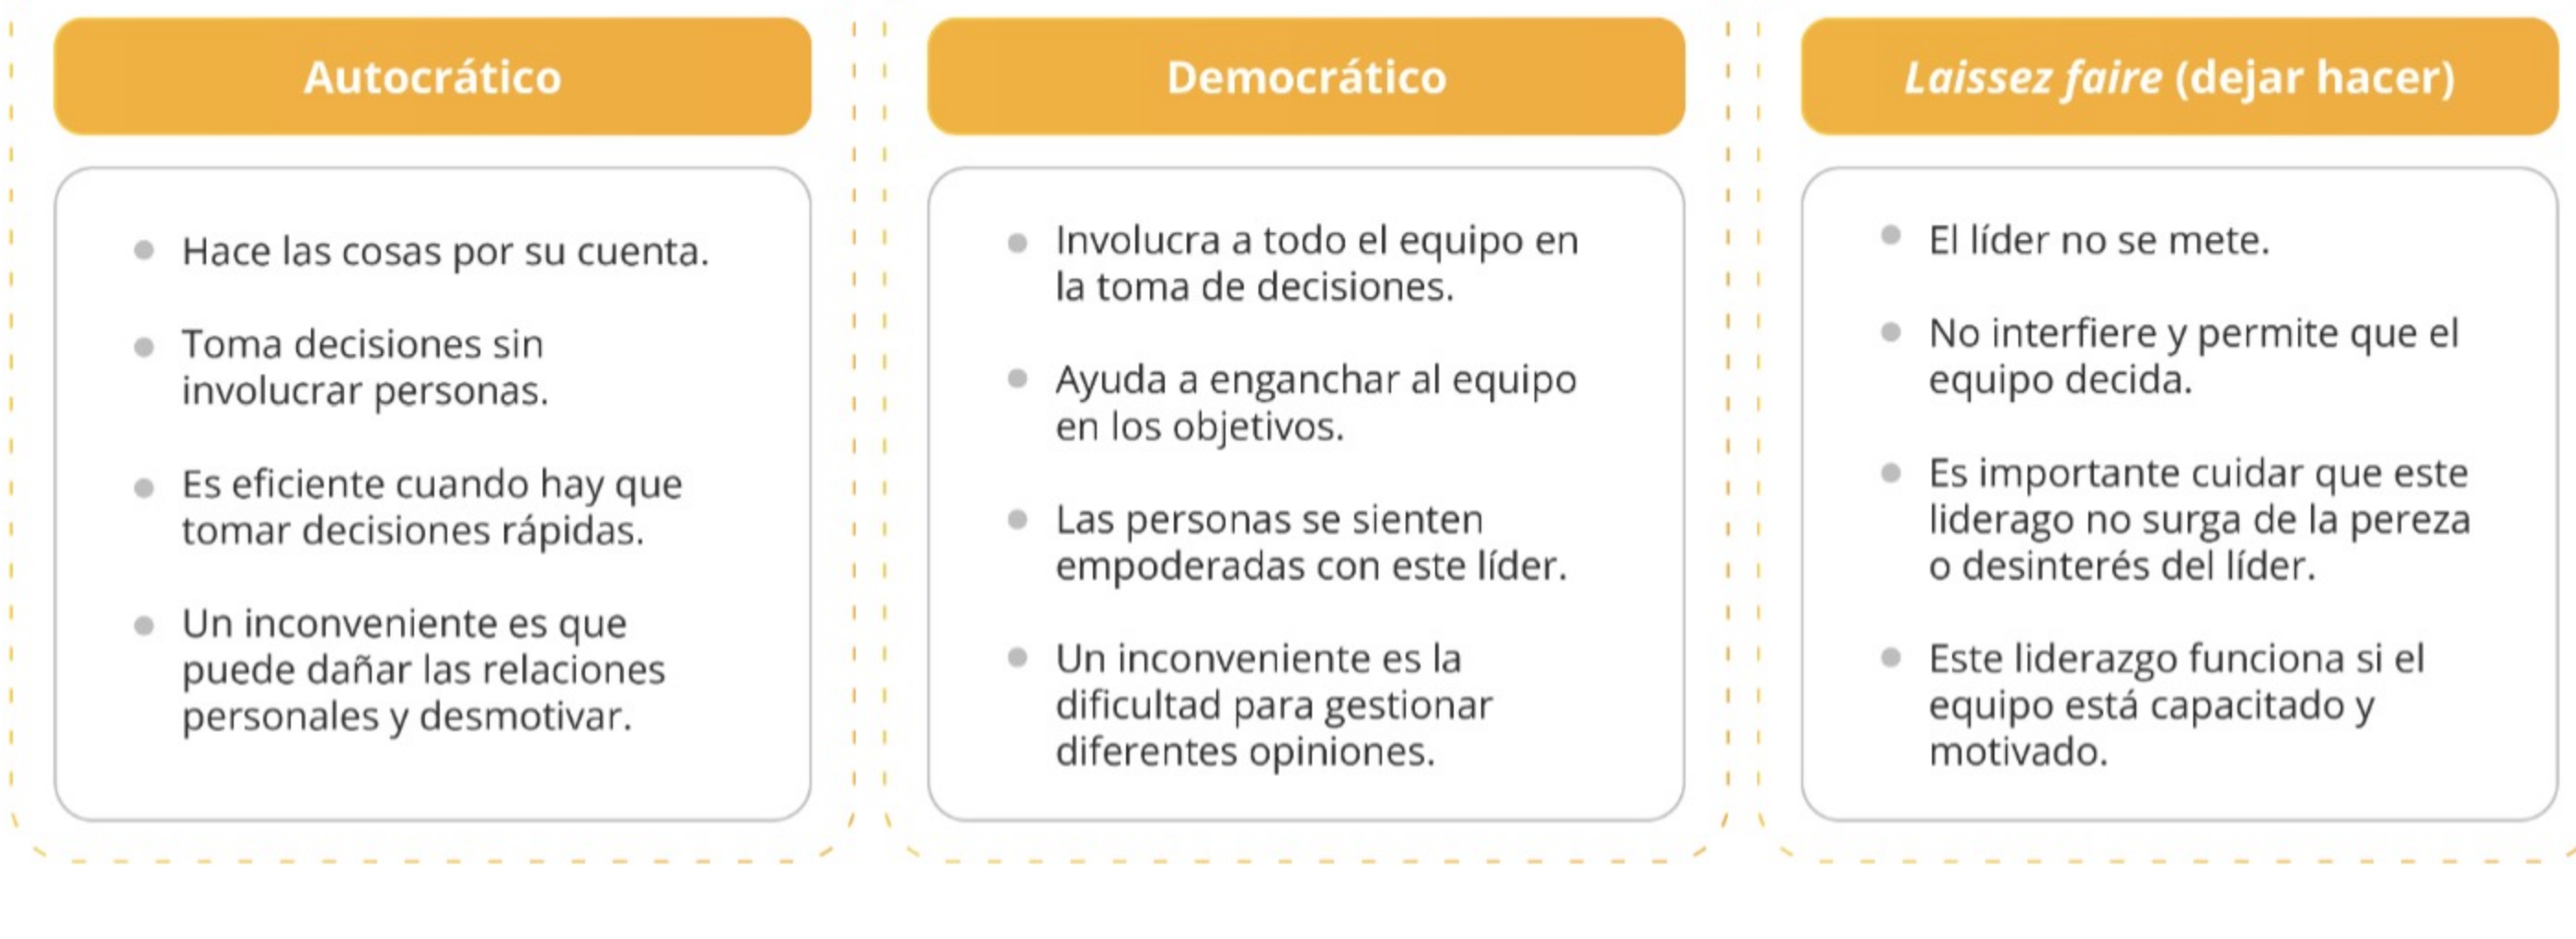 Autocrático
Hace las cosas por su cuenta.
Toma decisiones sin
involucrar personas.
Es eficiente cuando hay que
tomar decisiones rápidas.
Un inconveniente es que
puede dañar las relaciones
personales y desmotivar.
Democrático
Involucra a todo el equipo en
la toma de decisiones.
Ayuda a enganchar al equipo
en los objetivos.
Las personas se sienten
empoderadas con este líder.
Un inconveniente es la
dificultad para gestionar
diferentes opiniones.
Laissez faire (dejar hacer)
El líder no se mete.
No interfiere y permite que el
equipo decida.
Es importante cuidar que este
liderago no surga de la pereza
o desinterés del líder.
Este liderazgo funciona si el
equipo está capacitado y
motivado.